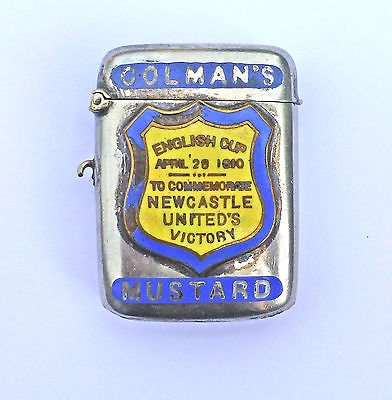 COLMAN'S
ENGLISH CUP
APRIL 28 1910
TO COMMEMORATE
NEWCASTLE
UNITED'S
VICTORY
MUSTARD